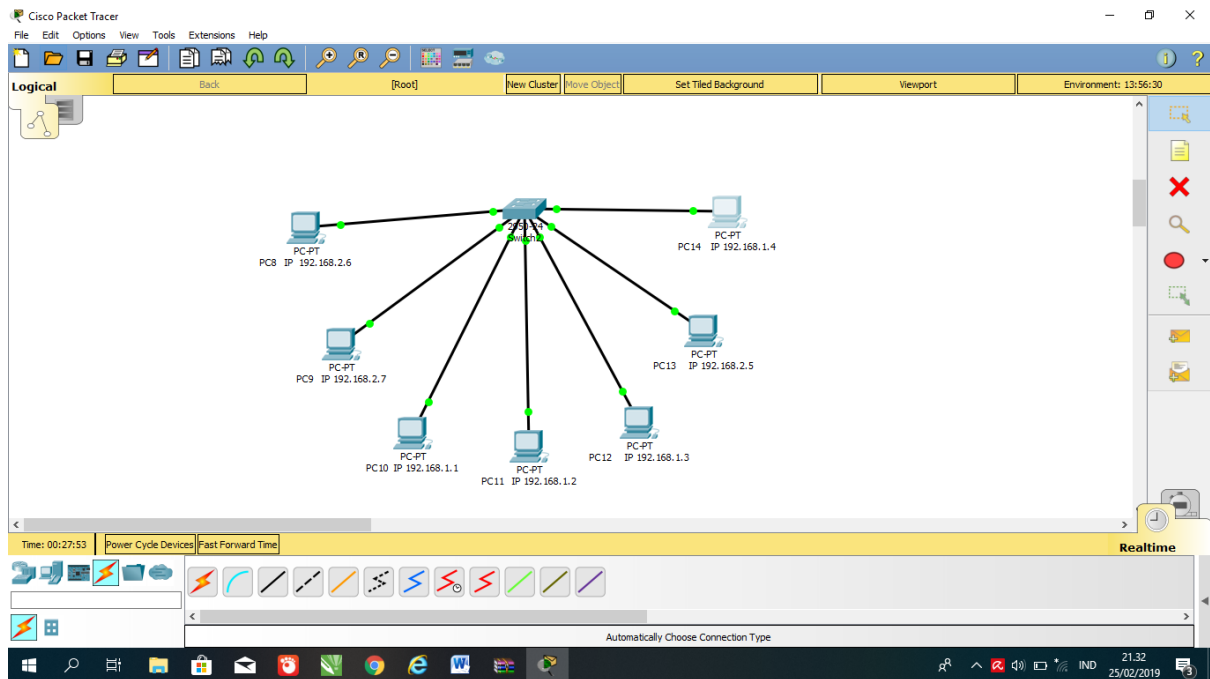 Cisco Packet Tracer
File Edit Options View Tools Extensions Help
Logical
Back
[Root]
New Cluster
Move Object
Set Tiled Background
Viewport
Environment: 13:56:30
PC-PT
PC8 IP 192.168.2.6
2950-24
Switch2
PC-PT
PC14 IP 192.168.1.4
PC-PT
PC9 IP 192.168.2.7
PC-PT
PC13 IP 192.168.2.5
PC-PT
PC10 IP 192.168.1.1
PC-PT
PC11 IP 192.168.1.2
PC-PT
PC12 IP 192.168.1.3
Time: 00:27:53
Power Cycle Devices
Fast Forward Time
Realtime
Automatically Choose Connection Type
IND
21.32
25/02/2019
3